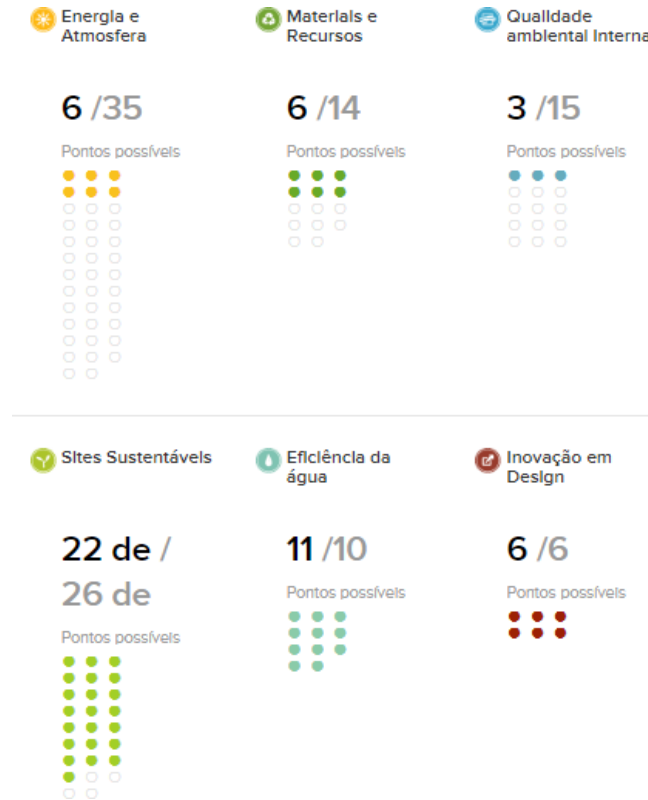 Energia e
Atmosfera
Materiais e
Recursos
Qualidade
ambiental Interna
6 /35
6 /14
3 /15
Pontos possíveis
Pontos possíveis
Pontos possíveis
Sites Sustentáveis
Eficiência da
água
Inovação em
Design
22 de /
26 de
11 /10
6 /6
Pontos possíveis
Pontos possíveis
Pontos possíveis